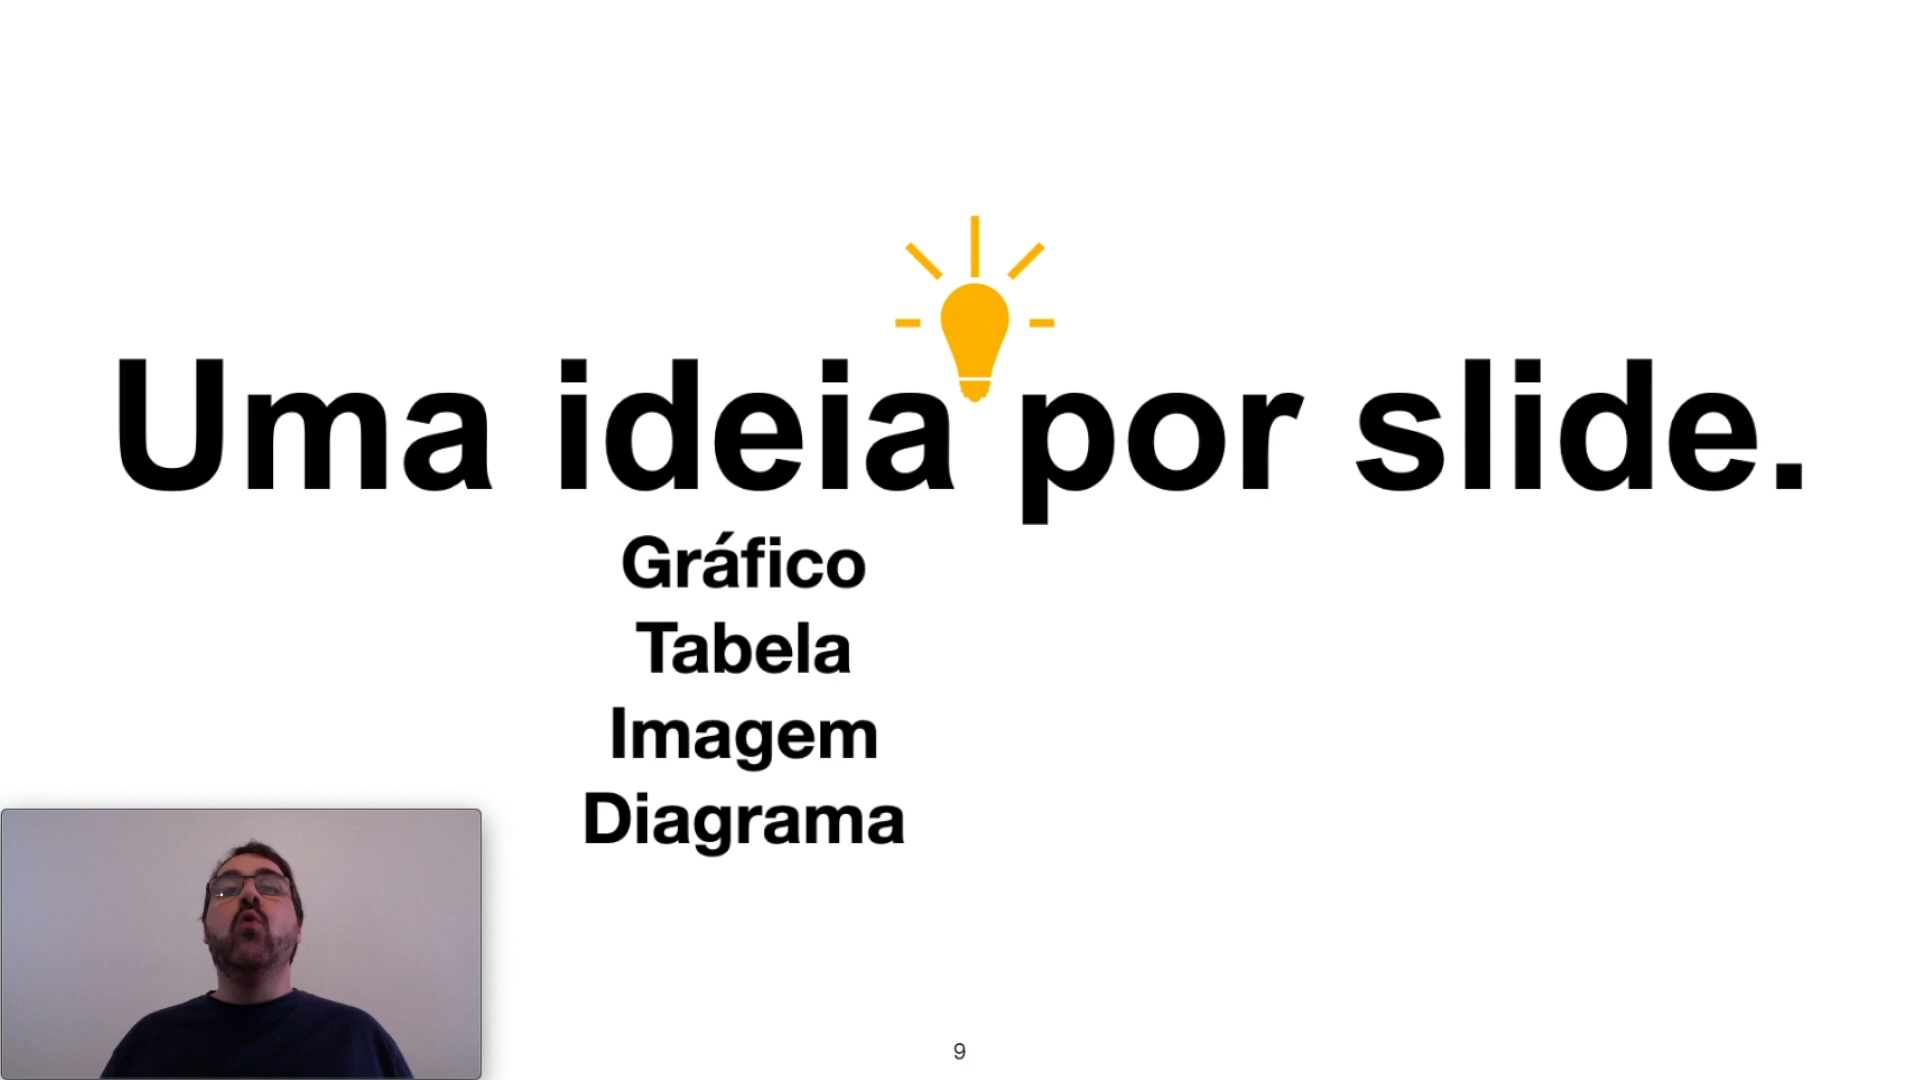 Uma ideia por slide.
Gráfico
Tabela
Imagem
Diagrama
9